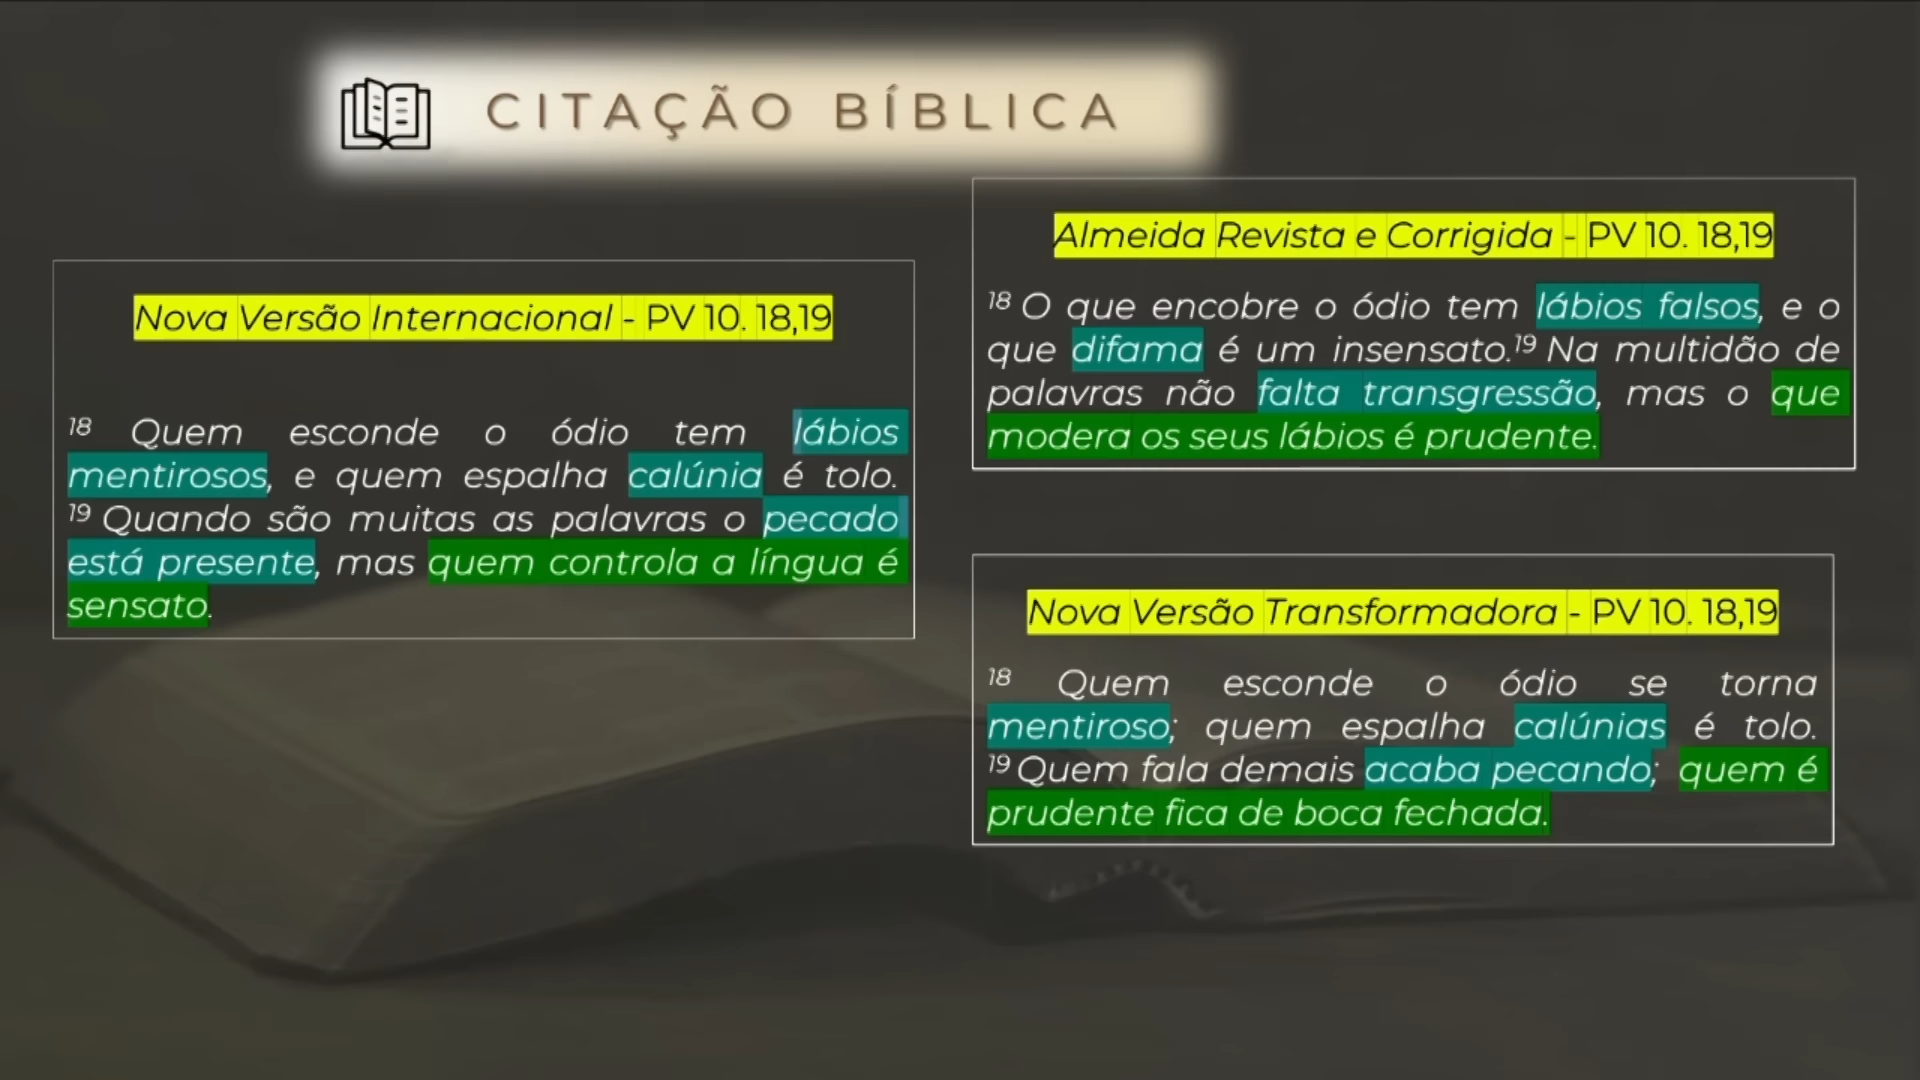 CITAÇÃO BÍBLICA
Nova Versão Internacional - PV 10. 18,19
18 Quem esconde o ódio tem lábios
mentirosos, e quem espalha calúnia é tolo.
19 Quando são muitas as palavras o pecado
está presente, mas quem controla a língua é
sensato.
Almeida Revista e Corrigida - PV 10. 18,19
18 O que encobre o ódio tem lábios falsos, e o
que difama é um insensato.19 Na multidão de
palavras não falta transgressão, mas o que
modera os seus lábios é prudente.
Nova Versão Transformadora - PV 10. 18,19
18 Quem esconde o ódio se torna
mentiroso; quem espalha calúnias é tolo.
19 Quem fala demais acaba pecando; quem é
prudente fica de boca fechada.